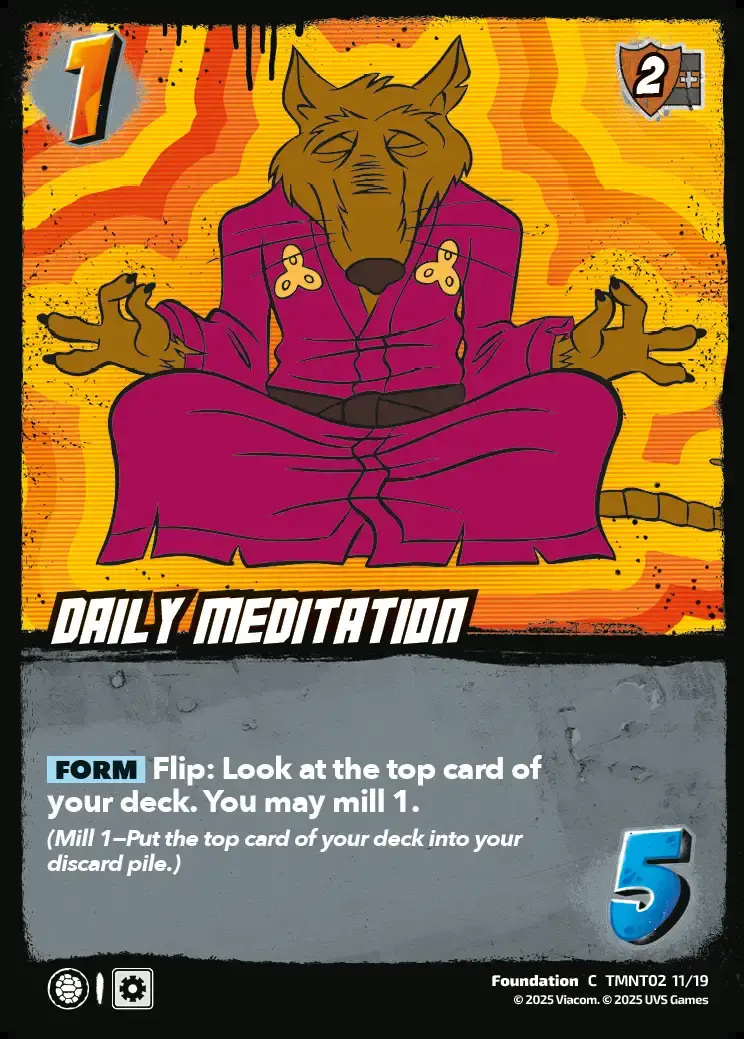 1
2
DAILY MEDITATION
FORM Flip: Look at the top card of
your deck. You may mill 1.
(Mill 1–Put the top card of your deck into your
discard pile.)
5
Foundation C TMNT02 11/19
© 2025 Viacom. © 2025 UVS Games